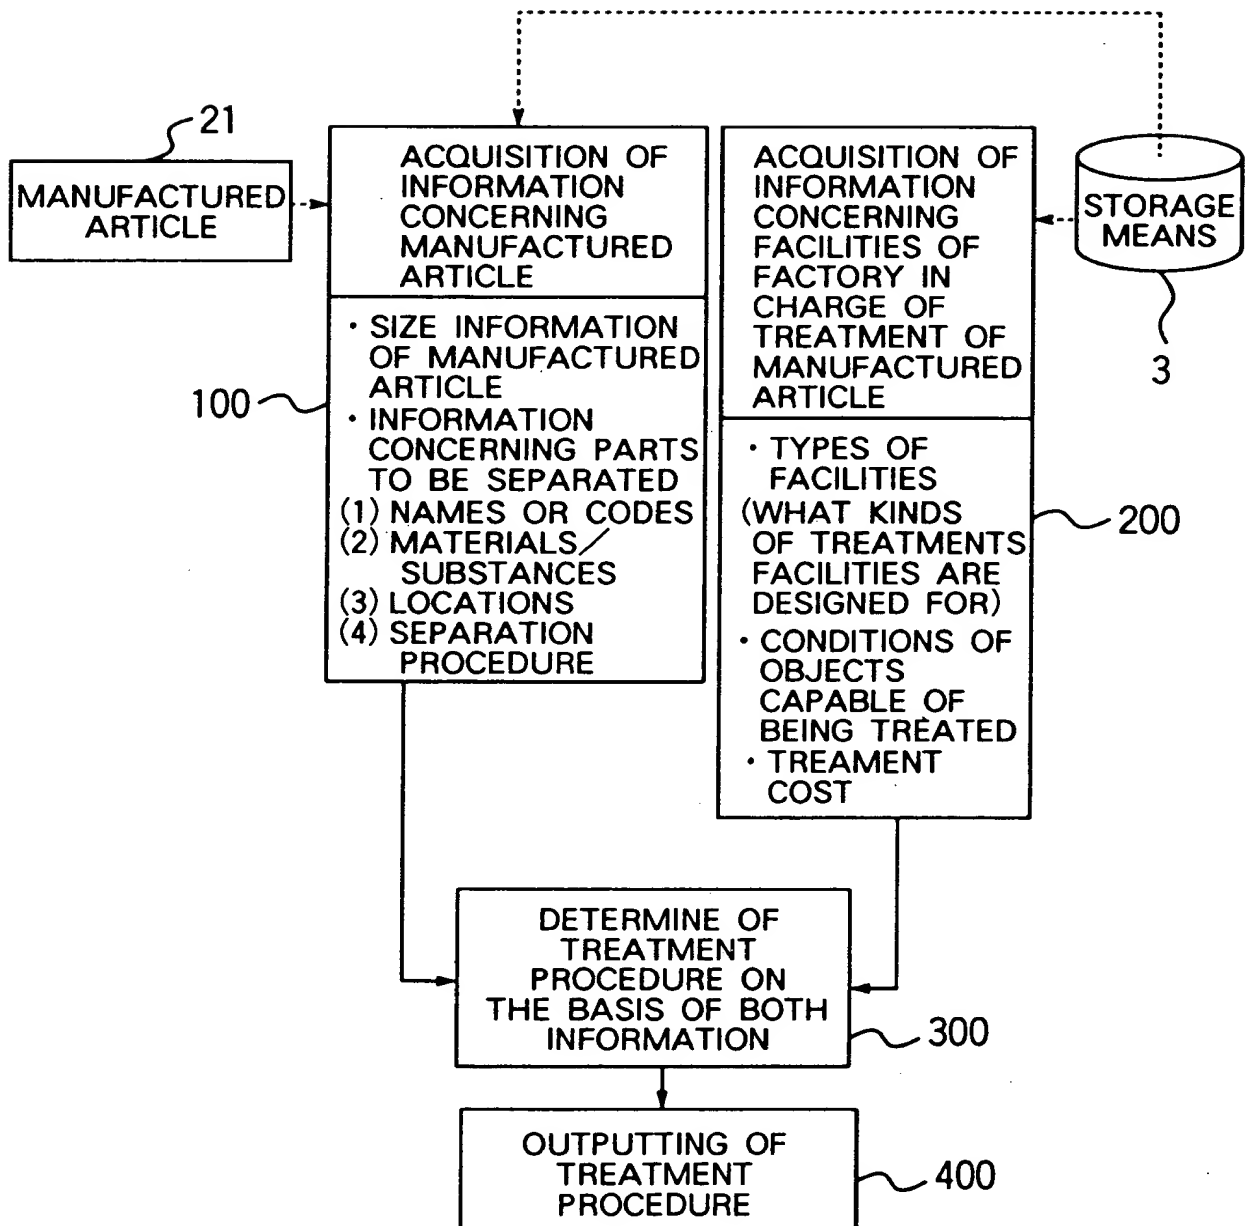 21
MANUFACTURED
ARTICLE
ACQUISITION OF
INFORMATION
CONCERNING
MANUFACTURED
ARTICLE
• SIZE INFORMATION
OF MANUFACTURED
ARTICLE
• INFORMATION
CONCERNING PARTS
TO BE SEPARATED
(1) NAMES OR CODES
(2) MATERIALS/
SUBSTANCES
(3) LOCATIONS
(4) SEPARATION
PROCEDURE
100
ACQUISITION OF
INFORMATION
CONCERNING
FACILITIES OF
FACTORY IN
CHARGE OF
TREATMENT OF
MANUFACTURED
ARTICLE
• TYPES OF
FACILITIES
(WHAT KINDS
OF TREATMENTS
FACILITIES ARE
DESIGNED FOR)
• CONDITIONS OF
OBJECTS
CAPABLE OF
BEING TREATED
• TREAMENT
COST
200
STORAGE
MEANS
3
DETERMINE OF
TREATMENT
PROCEDURE ON
THE BASIS OF BOTH
INFORMATION
300
OUTPUTTING OF
TREATMENT
PROCEDURE
400